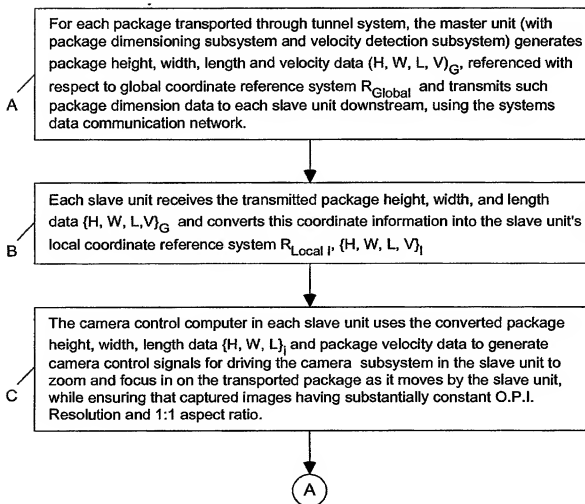 For each package transported through tunnel system, the master unit (with
package dimensioning subsystem and velocity detection subsystem) generates
package height, width, length and velocity data (H, W, L, V)G, referenced with
respect to global coordinate reference system RGlobal and transmits such
package dimension data to each slave unit downstream, using the systems
data communication network.
A
Each slave unit receives the transmitted package height, width, and length
data {H, W, L,V}G and converts this coordinate information into the slave unit's
local coordinate reference system RLocal i, {H, W, L, V}i
B
The camera control computer in each slave unit uses the converted package
height, width, length data {H, W, L}i and package velocity data to generate
camera control signals for driving the camera subsystem in the slave unit to
zoom and focus in on the transported package as it moves by the slave unit,
while ensuring that captured images having substantially constant O.P.I.
Resolution and 1:1 aspect ratio.
C
A